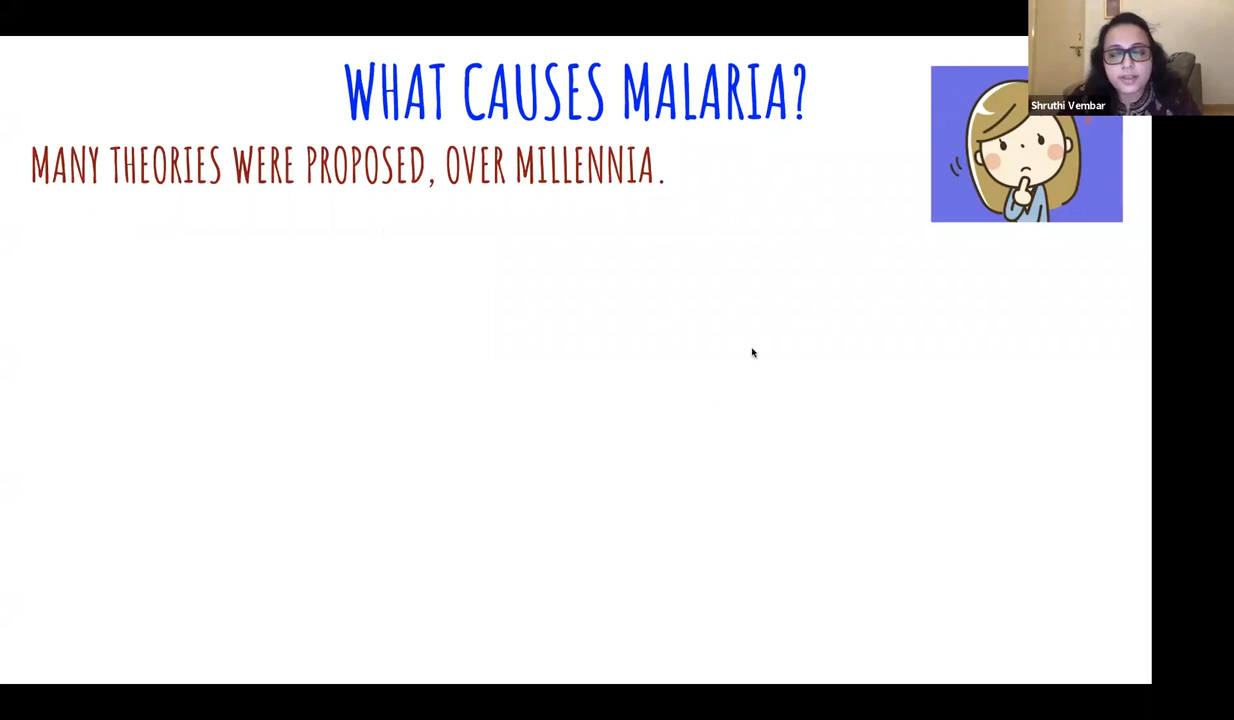 WHAT CAUSES MALARIA?
MANY THEORIES WERE PROPOSED, OVER MILLENNIA.
Shruthi Vembar